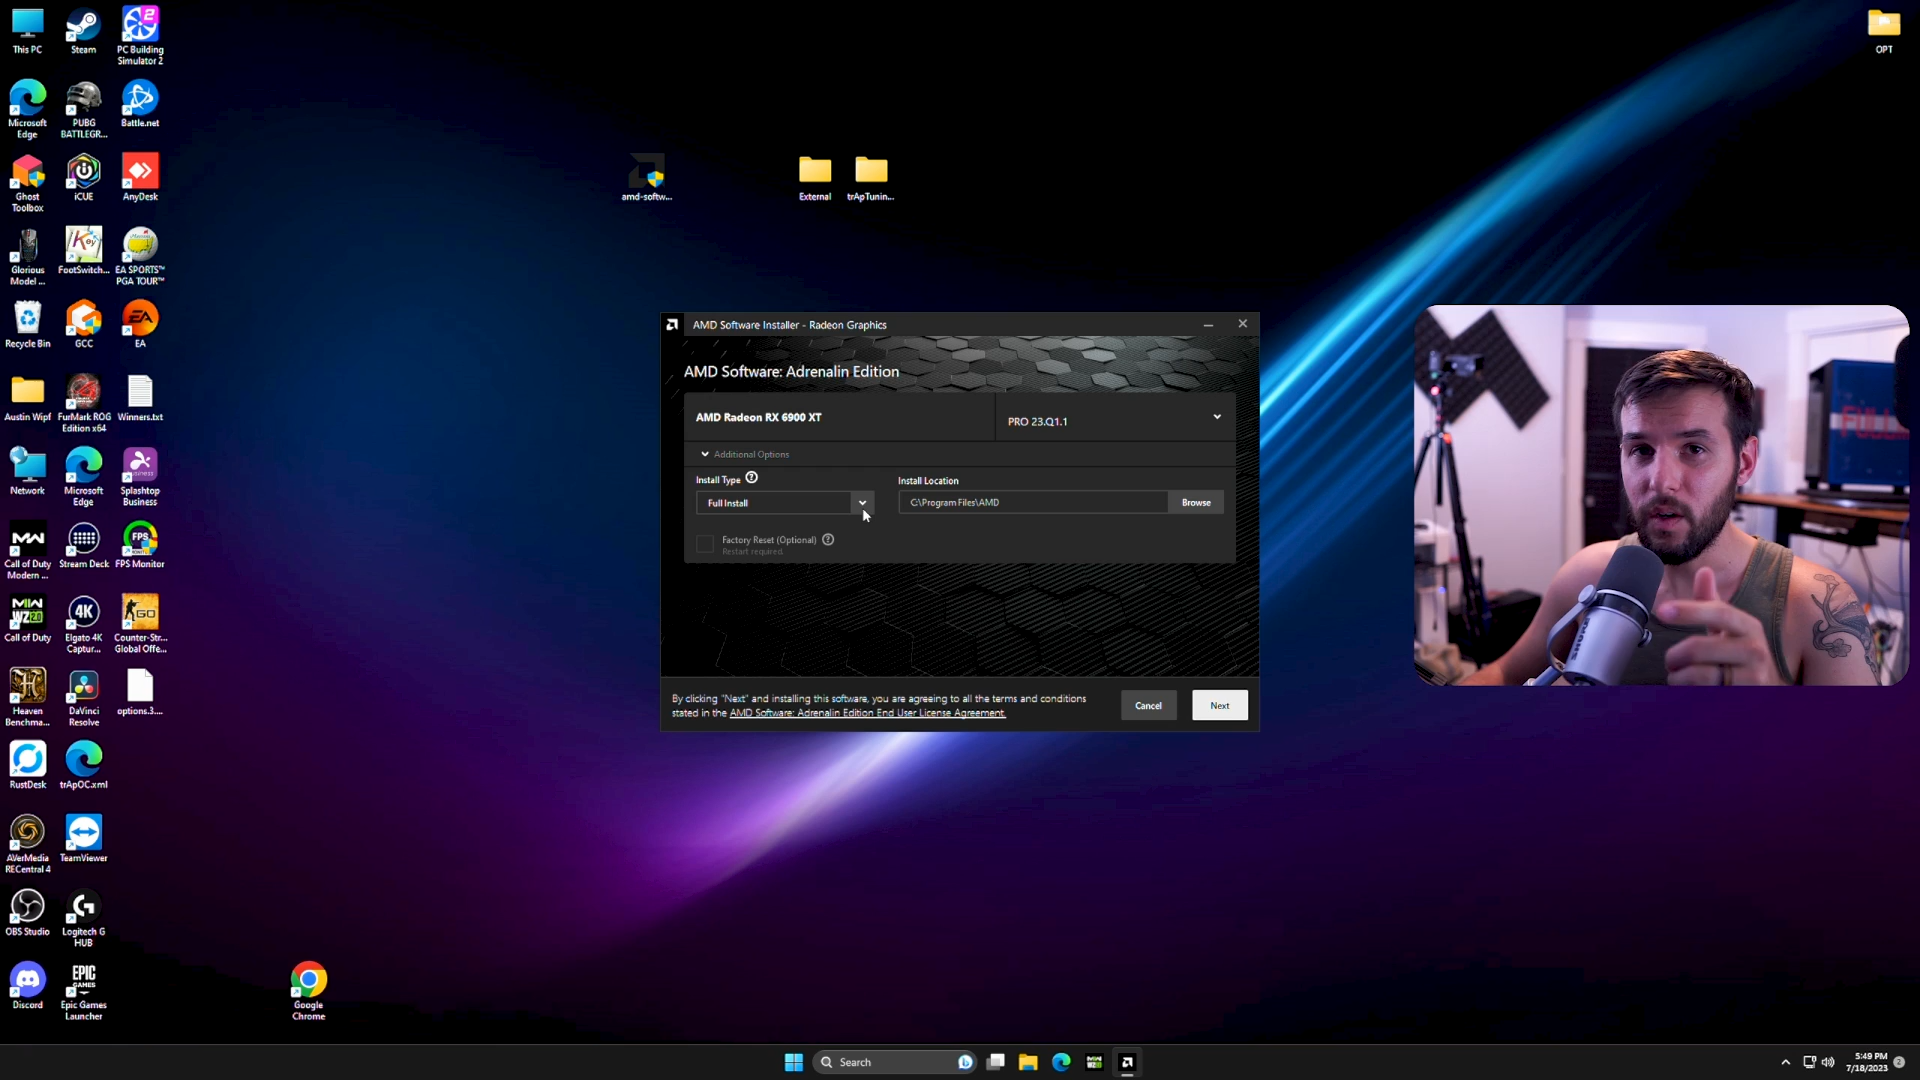 This PC
Steam
PC Building
Simulator 2
OPT
Microsoft
Edge
PUBG
BATTLEGR...
Battle.net
Ghost
Toolbox
iCUE
AnyDesk
amd-softw...
External
trApTunin...
Glorious
Model ...
FootSwitch...
EA SPORTS™
PGA TOUR™
Recycle Bin
GCC
EA
Austin Wipf
FurMark ROG
Edition x64
Winners.txt
Network
Microsoft
Edge
Splashtop
Business
Call of Duty
Modern ...
Stream Deck
FPS Monitor
Call of Duty
Elgato 4K
Captur...
Counter-Str...
Global Offe...
Heaven
Benchma...
DaVinci
Resolve
options.3....
RustDesk
trApOC.xml
AVerMedia
RECentral 4
TeamViewer
OBS Studio
Logitech G
HUB
Discord
Epic Games
Launcher
Google
Chrome
AMD Software Installer - Radeon Graphics
AMD Software: Adrenalin Edition
AMD Radeon RX 6900 XT
PRO 23.Q1.1
Additional Options
Install Type
Install Location
Full Install
C:\Program Files\AMD
Browse
Factory Reset (Optional)
Restart required.
By clicking "Next" and installing this software, you are agreeing to all the terms and conditions
stated in the AMD Software: Adrenalin Edition End User License Agreement.
Cancel
Next
SHURE
Search
5:49 PM
7/18/2023
2